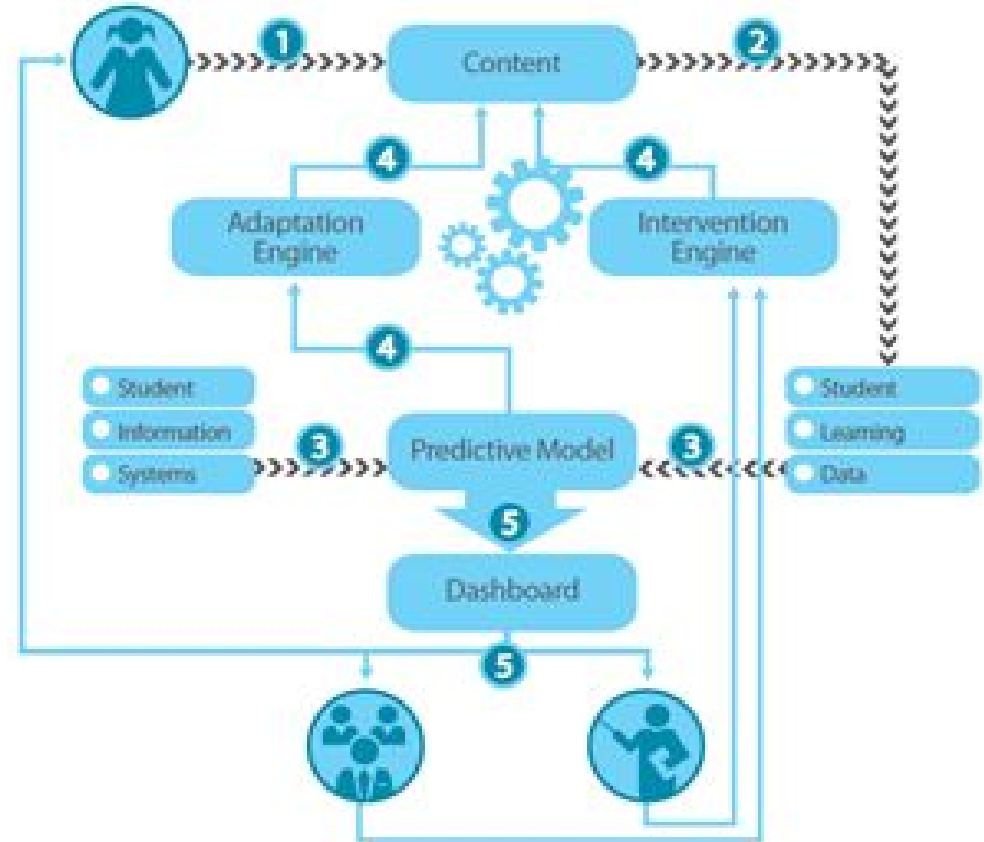 1
2
Content
4
4
Adaptation
Engine
Intervention
Engine
4
Student
Information
Systems
3
Predictive Model
3
Student
Learning
Data
5
Dashboard
5